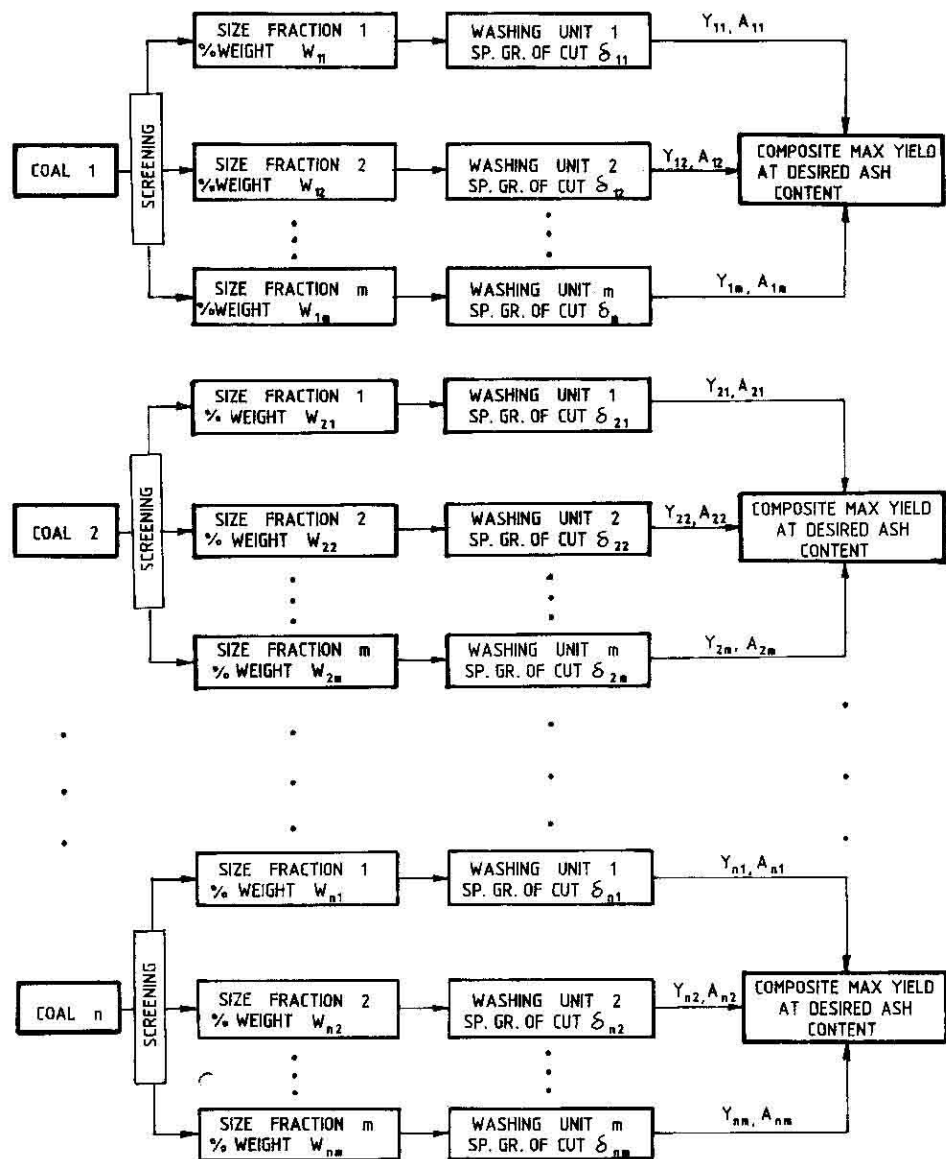 SIZE FRACTION 1
%WEIGHT W₁₁
WASHING UNIT 1
SP. GR. OF CUT δ₁₁
Y₁₁, A₁₁
COAL 1
SCREENING
SIZE FRACTION 2
%WEIGHT W₁₂
WASHING UNIT 2
SP. GR. OF CUT δ₁₂
Y₁₂, A₁₂
COMPOSITE MAX YIELD
AT DESIRED ASH
CONTENT
SIZE FRACTION m
%WEIGHT W₁ₘ
WASHING UNIT m
SP. GR. OF CUT δₘ
Y₁ₘ, A₁ₘ
SIZE FRACTION 1
% WEIGHT W₂₁
WASHING UNIT 1
SP. GR. OF CUT δ₂₁
Y₂₁, A₂₁
COAL 2
SCREENING
SIZE FRACTION 2
% WEIGHT W₂₂
WASHING UNIT 2
SP. GR. OF CUT δ₂₂
Y₂₂, A₂₂
COMPOSITE MAX YIELD
AT DESIRED ASH
CONTENT
SIZE FRACTION m
% WEIGHT W₂ₘ
WASHING UNIT m
SP. GR. OF CUT δ₂ₘ
Y₂ₘ, A₂ₘ
SIZE FRACTION 1
% WEIGHT Wₙ₁
WASHING UNIT 1
SP. GR. OF CUT δₙ₁
Yₙ₁, Aₙ₁
COAL n
SCREENING
SIZE FRACTION 2
% WEIGHT Wₙ₂
WASHING UNIT 2
SP. GR. OF CUT δₙ₂
Yₙ₂, Aₙ₂
COMPOSITE MAX YIELD
AT DESIRED ASH
CONTENT
SIZE FRACTION m
% WEIGHT Wₙₘ
WASHING UNIT m
SP. GR. OF CUT δₙₘ
Yₙₘ, Aₙₘ